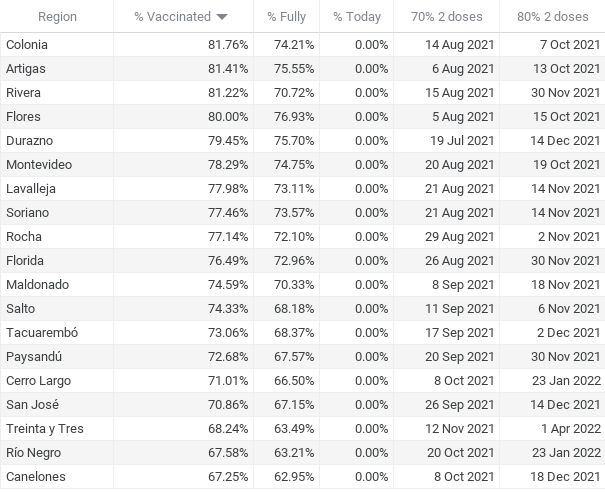 Region % Vaccinated % Fully % Today 70% 2 doses 80% 2 doses
Colonia 81.76% 74.21% 0.00% 14 Aug 2021 7 Oct 2021
Artigas 81.41% 75.55% 0.00% 6 Aug 2021 13 Oct 2021
Rivera 81.22% 70.72% 0.00% 15 Aug 2021 30 Nov 2021
Flores 80.00% 76.93% 0.00% 5 Aug 2021 15 Oct 2021
Durazno 79.45% 75.70% 0.00% 19 Jul 2021 14 Dec 2021
Montevideo 78.29% 74.75% 0.00% 20 Aug 2021 19 Oct 2021
Lavalleja 77.98% 73.11% 0.00% 21 Aug 2021 14 Nov 2021
Soriano 77.46% 73.57% 0.00% 21 Aug 2021 14 Nov 2021
Rocha 77.14% 72.10% 0.00% 29 Aug 2021 2 Nov 2021
Florida 76.49% 72.96% 0.00% 26 Aug 2021 30 Nov 2021
Maldonado 74.59% 70.33% 0.00% 8 Sep 2021 18 Nov 2021
Salto 74.33% 68.18% 0.00% 11 Sep 2021 6 Nov 2021
Tacuarembó 73.06% 68.37% 0.00% 17 Sep 2021 2 Dec 2021
Paysandú 72.68% 67.57% 0.00% 20 Sep 2021 30 Nov 2021
Cerro Largo 71.01% 66.50% 0.00% 8 Oct 2021 23 Jan 2022
San José 70.86% 67.15% 0.00% 26 Sep 2021 14 Dec 2021
Treinta y Tres 68.24% 63.49% 0.00% 12 Nov 2021 1 Apr 2022
Río Negro 67.58% 63.21% 0.00% 20 Oct 2021 23 Jan 2022
Canelones 67.25% 62.95% 0.00% 8 Oct 2021 18 Dec 2021